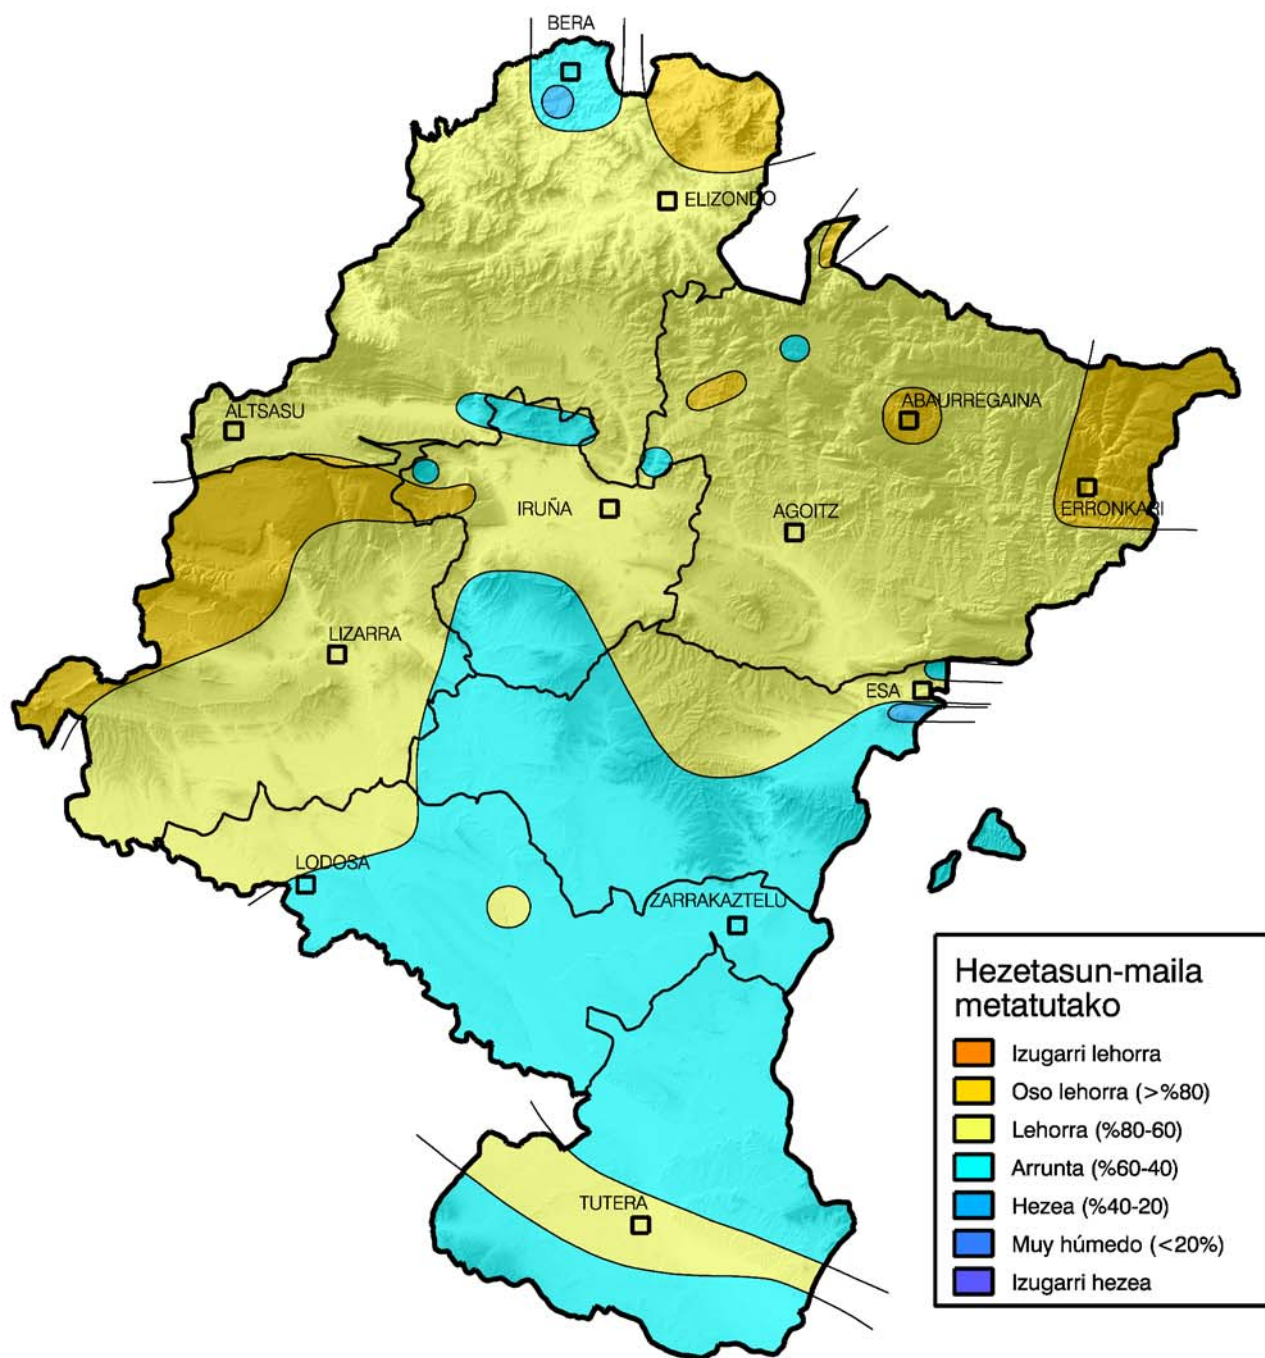 BERA
ELIZONDO
ALTSASU
ABAURREGAINA
IRUÑA
AGOITZ
ERRONKARI
LIZARRA
ESA
LODOSA
ZARRAKAZTELU
TUTERA
Hezetasun-maila
metatutako
Izugarri lehorra
Oso lehorra (>%80)
Lehorra (%80-60)
Arrunta (%60-40)
Hezea (%40-20)
Muy húmedo (<20%)
Izugarri hezea